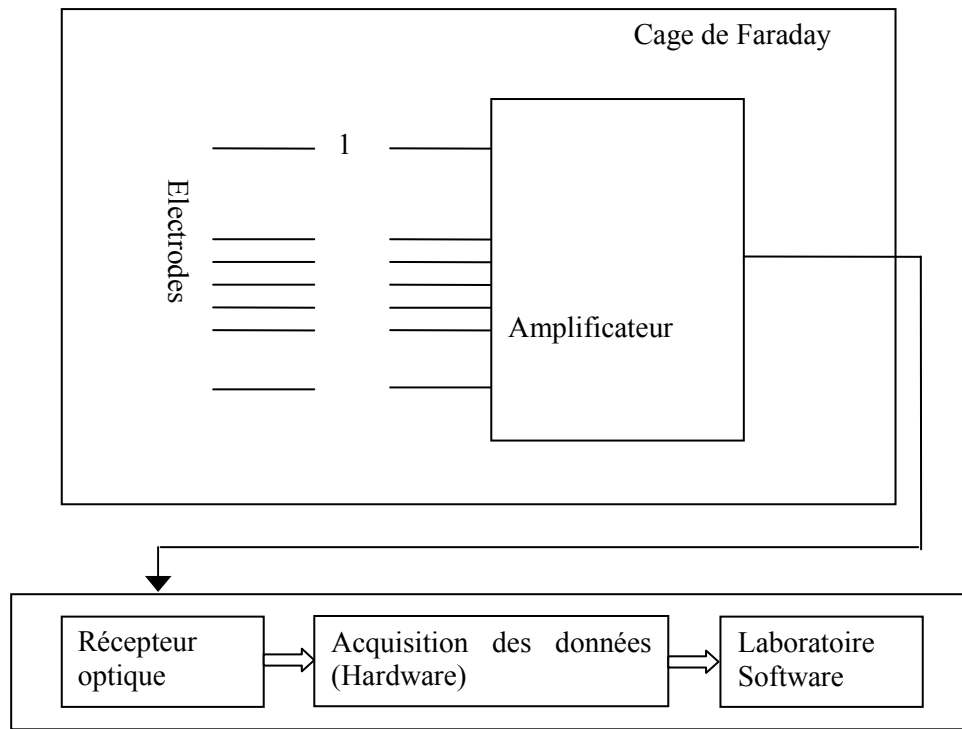 Cage de Faraday
1
Electrodes
Amplificateur
Récepteur
optique
Acquisition des données
(Hardware)
Laboratoire
Software